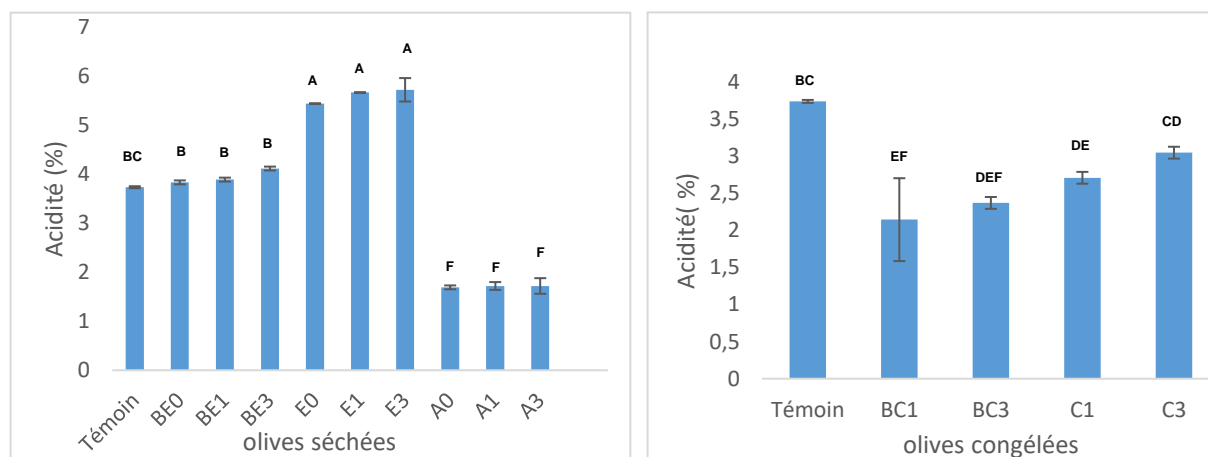 7
6
5
4
3
2
1
0
Acidité (%)
BC
B
B
B
A
A
A
F
F
F
Témoin
BE0
BE1
BE3
E0
E1
E3
A0
A1
A3
olives séchées
4
3,5
3
2,5
2
1,5
1
0,5
0
Acidité( %)
BC
EF
DEF
DE
CD
Témoin
BC1
BC3
C1
C3
olives congélées